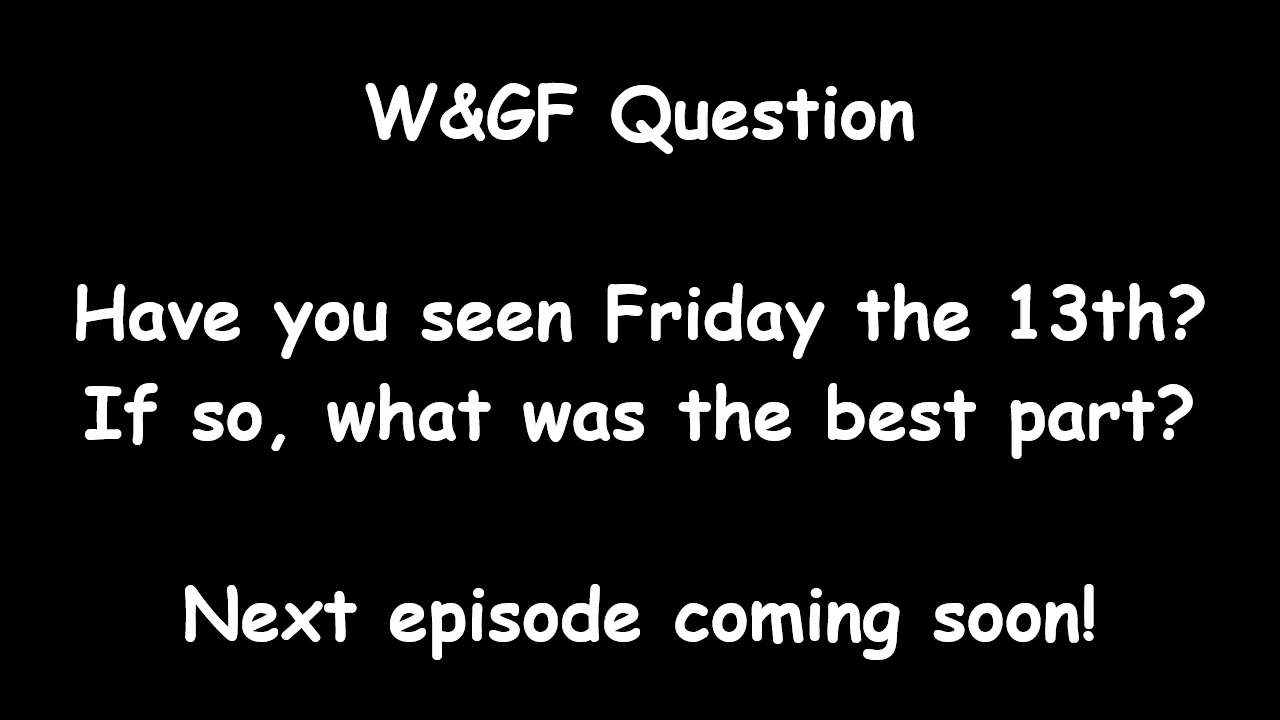 W&GF Question
Have you seen Friday the 13th?
If so, what was the best part?
Next episode coming soon!